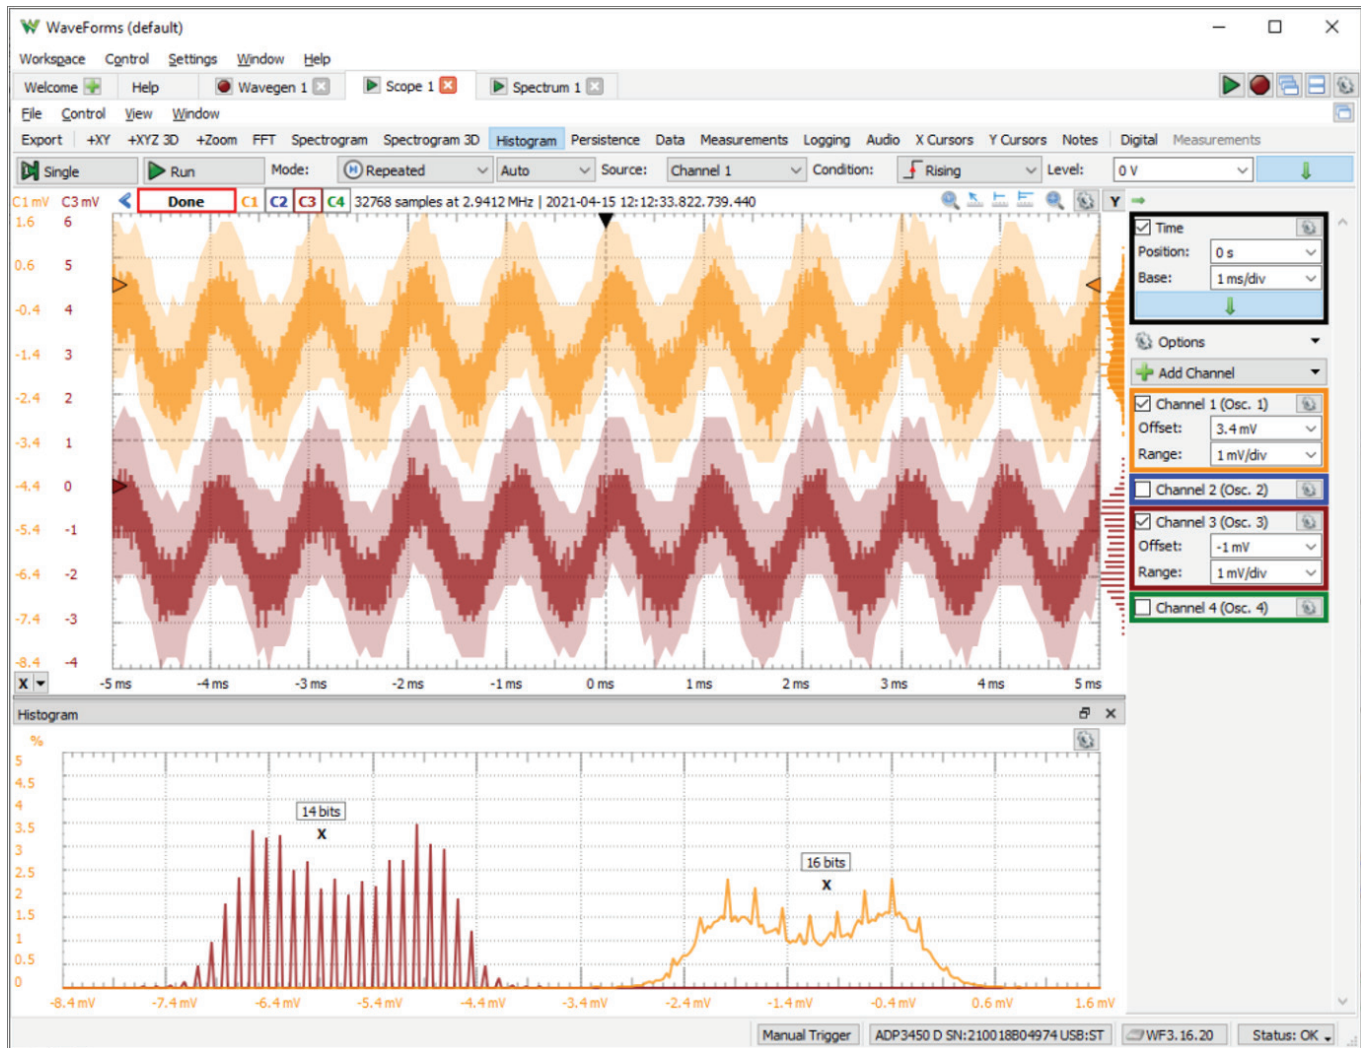 WaveForms (default)
Workspace Control Settings Window Help
Welcome Help Wavegen 1 Scope 1 Spectrum 1
File Control View Window
Export +XY +XYZ 3D +Zoom FFT Spectrogram Spectrogram 3D Histogram Persistence Data Measurements Logging Audio X Cursors Y Cursors Notes Digital Measurements
Single Run Mode: Repeated Auto Source: Channel 1 Condition: Rising Level: 0 V
C1 mV C3 mV Done C1 C2 C3 C4 32768 samples at 2.9412 MHz | 2021-04-15 12:12:33.822.739.440 Y
1.6 6
0.6 5
-0.4 4
-1.4 3
-2.4 2
-3.4 1
-4.4 0
-5.4 -1
-6.4 -2
-7.4 -3
-8.4 -4
X -5 ms -4 ms -3 ms -2 ms -1 ms 0 ms 1 ms 2 ms 3 ms 4 ms 5 ms
Time
Position: 0 s
Base: 1 ms/div
Options
Add Channel
Channel 1 (Osc. 1)
Offset: 3.4 mV
Range: 1 mV/div
Channel 2 (Osc. 2)
Channel 3 (Osc. 3)
Offset: -1 mV
Range: 1 mV/div
Channel 4 (Osc. 4)
Histogram
%
5
4.5
4
3.5
3
2.5
2
1.5
1
0.5
0
14 bits
X
16 bits
X
-8.4 mV -7.4 mV -6.4 mV -5.4 mV -4.4 mV -3.4 mV -2.4 mV -1.4 mV -0.4 mV 0.6 mV 1.6 mV
Manual Trigger ADP3450 D SN:210018B04974 USB:ST WF3.16.20 Status: OK